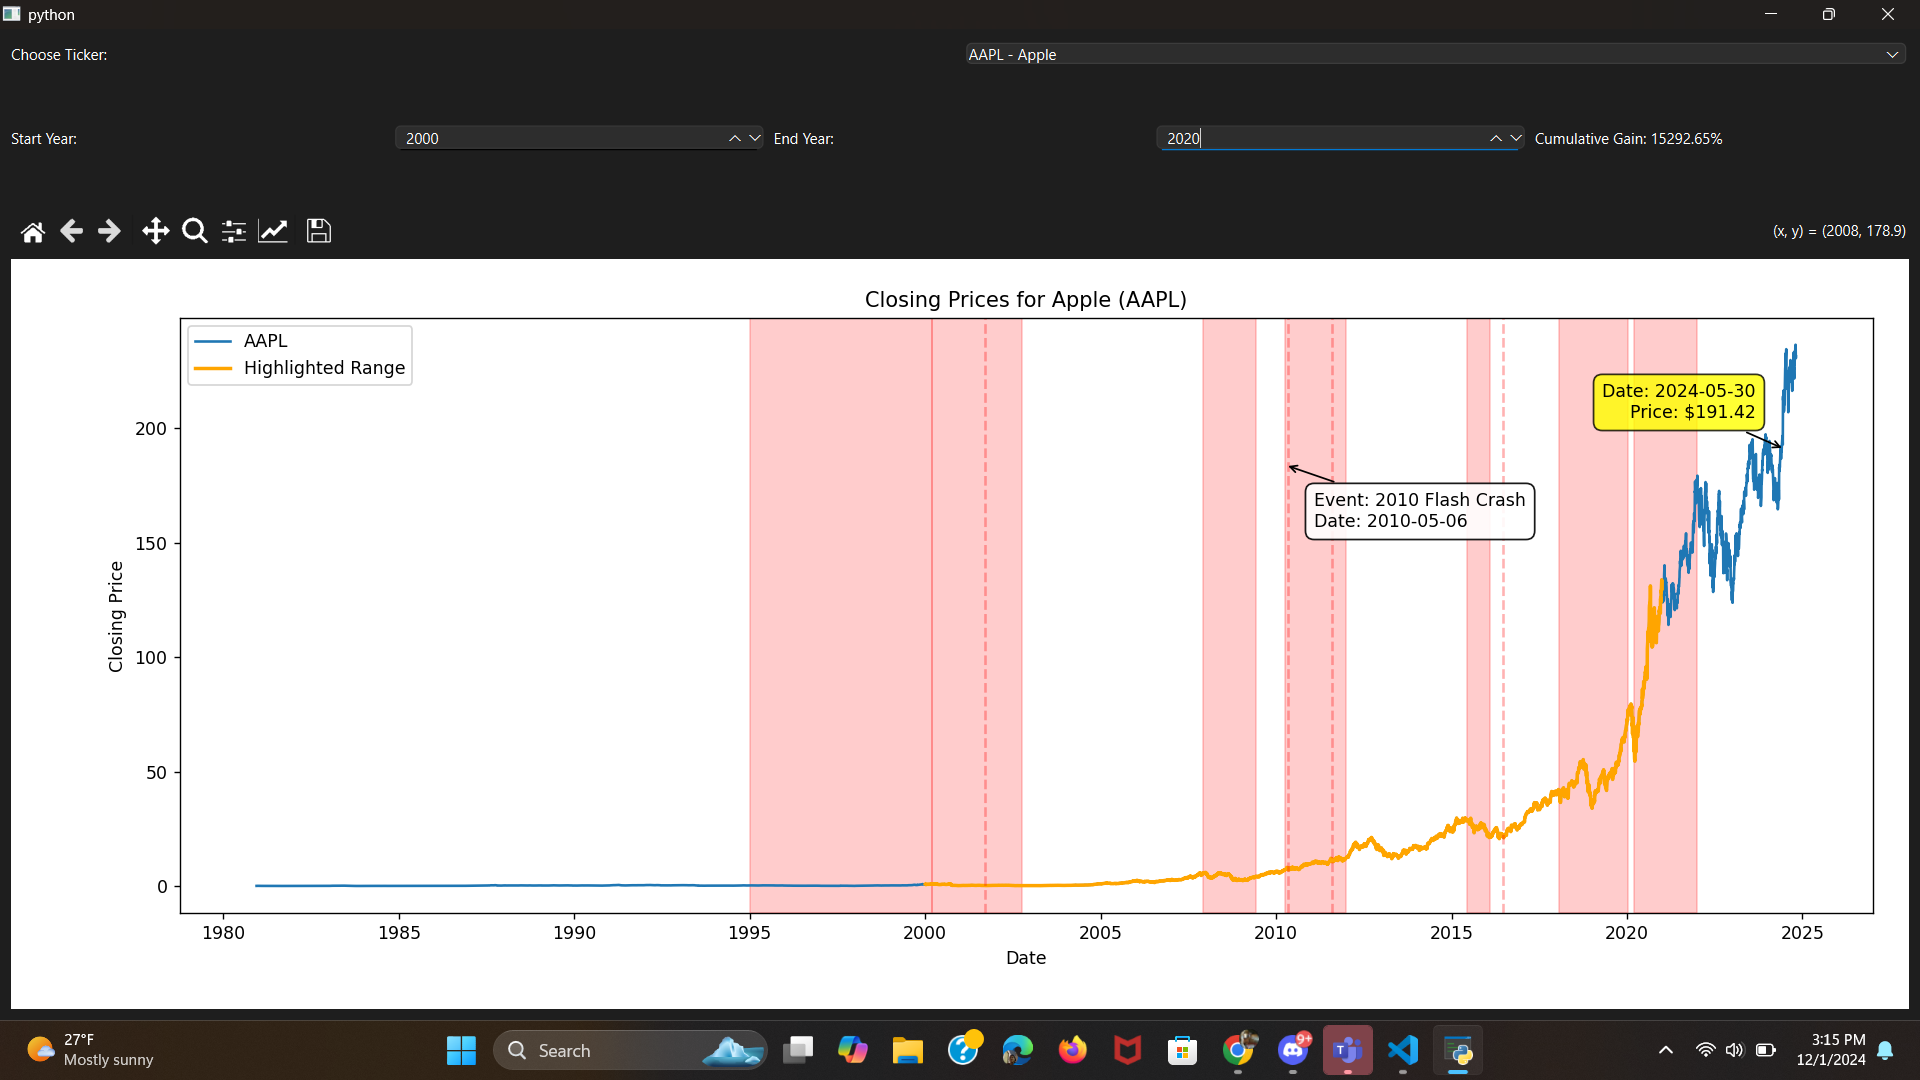 python
Choose Ticker:
AAPL - Apple
Start Year:
2000
End Year:
2020
Cumulative Gain: 15292.65%
(x, y) = (2008, 178.9)
Closing Prices for Apple (AAPL)
AAPL
Highlighted Range
Date: 2024-05-30
Price: $191.42
Event: 2010 Flash Crash
Date: 2010-05-06
Closing Price
200
150
100
50
0
1980
1985
1990
1995
2000
2005
2010
2015
2020
2025
Date
27°F
Mostly sunny
Search
9+
3:15 PM
12/1/2024